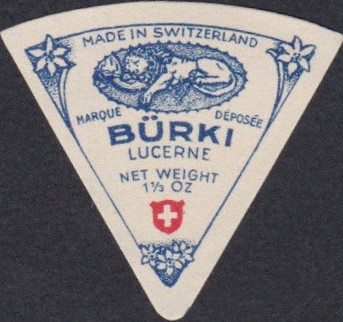 MADE IN SWITZERLAND
MARQUE DÉPOSÉE
BÜRKI
LUCERNE
NET WEIGHT
1⅓ OZ